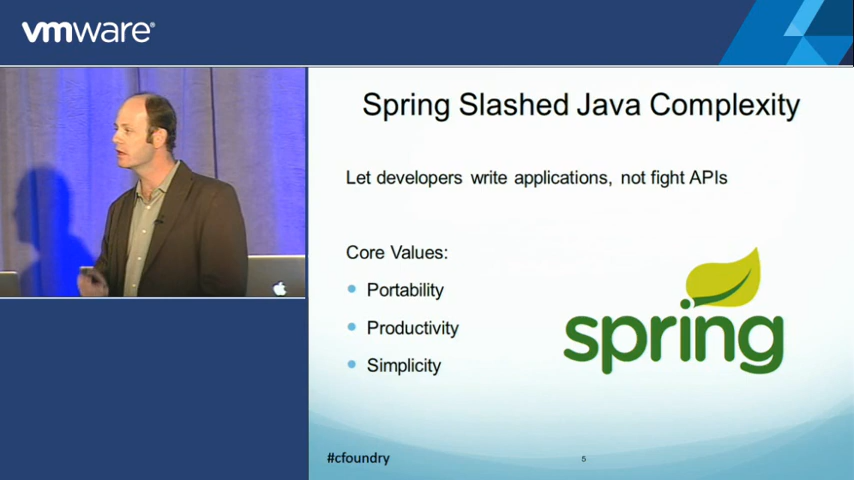 vmware®
Spring Slashed Java Complexity
Let developers write applications, not fight APIs
Core Values:
Portability
Productivity
Simplicity
spring
#cfoundry
5